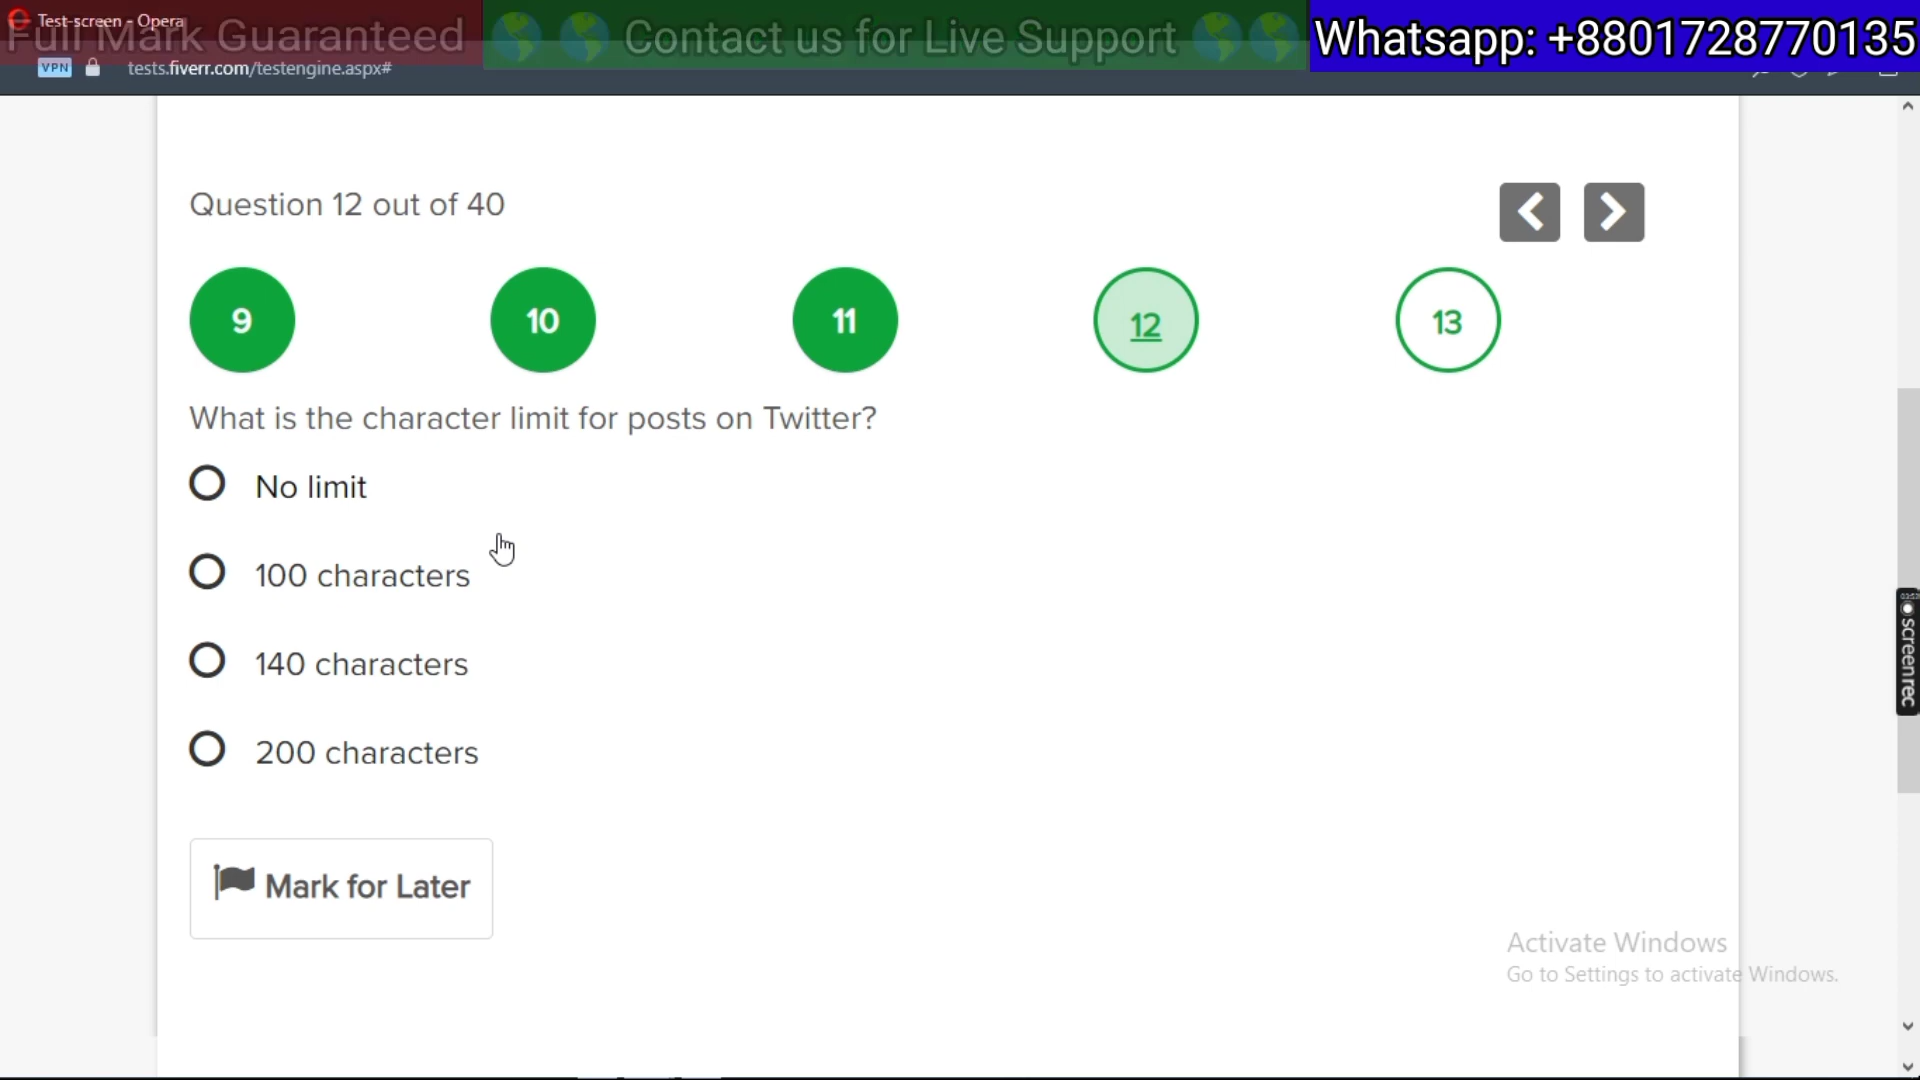 Test-screen - Opera
Full Mark Guaranteed
Contact us for Live Support
Whatsapp: +8801728770135
VPN
tests.fiverr.com/testengine.aspx#
Question 12 out of 40
9
10
11
12
13
What is the character limit for posts on Twitter?
No limit
100 characters
140 characters
200 characters
Mark for Later
screenrec
Activate Windows
Go to Settings to activate Windows.